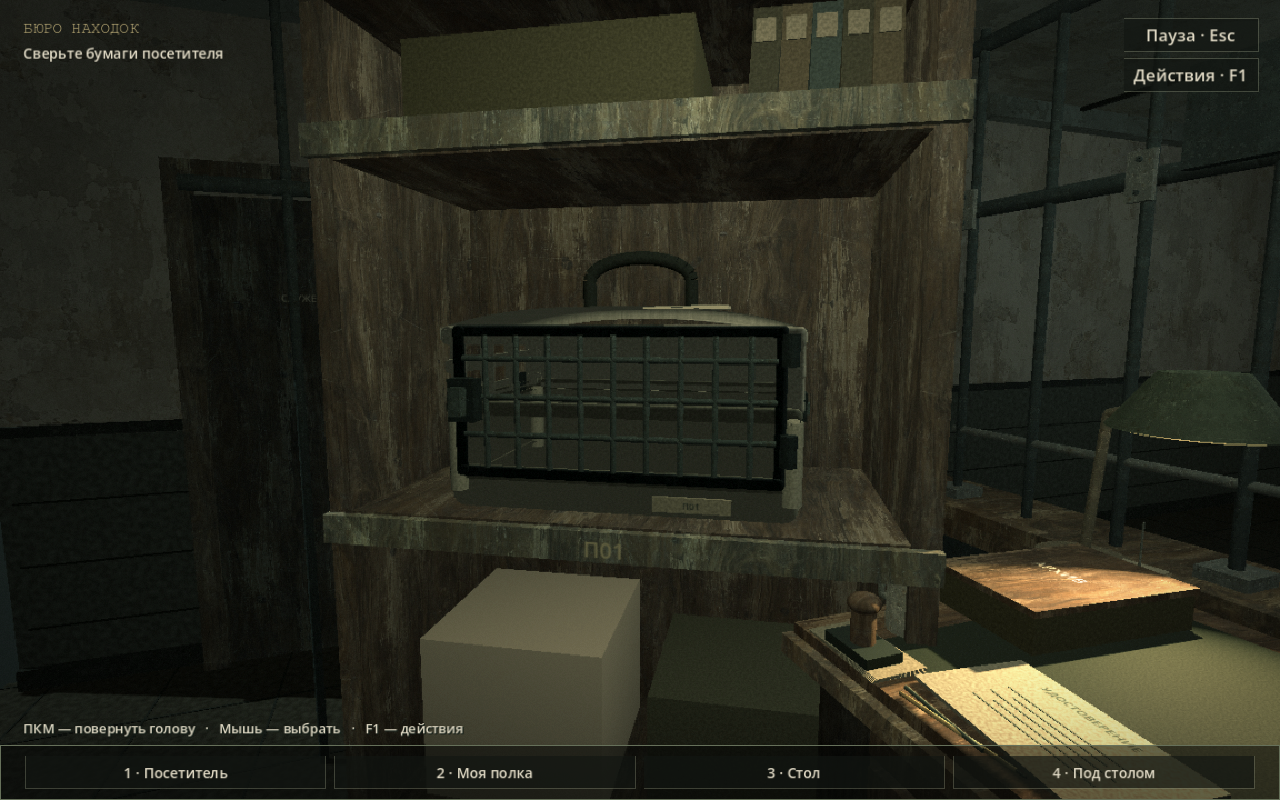 БЮРО НАХОДОК
Сверьте бумаги посетителя
Пауза · Esc
Действия · F1
П01
П01
УДОСТОВЕРЕНИЕ
ПКМ — повернуть голову · Мышь — выбрать · F1 — действия
1 · Посетитель
2 · Моя полка
3 · Стол
4 · Под столом